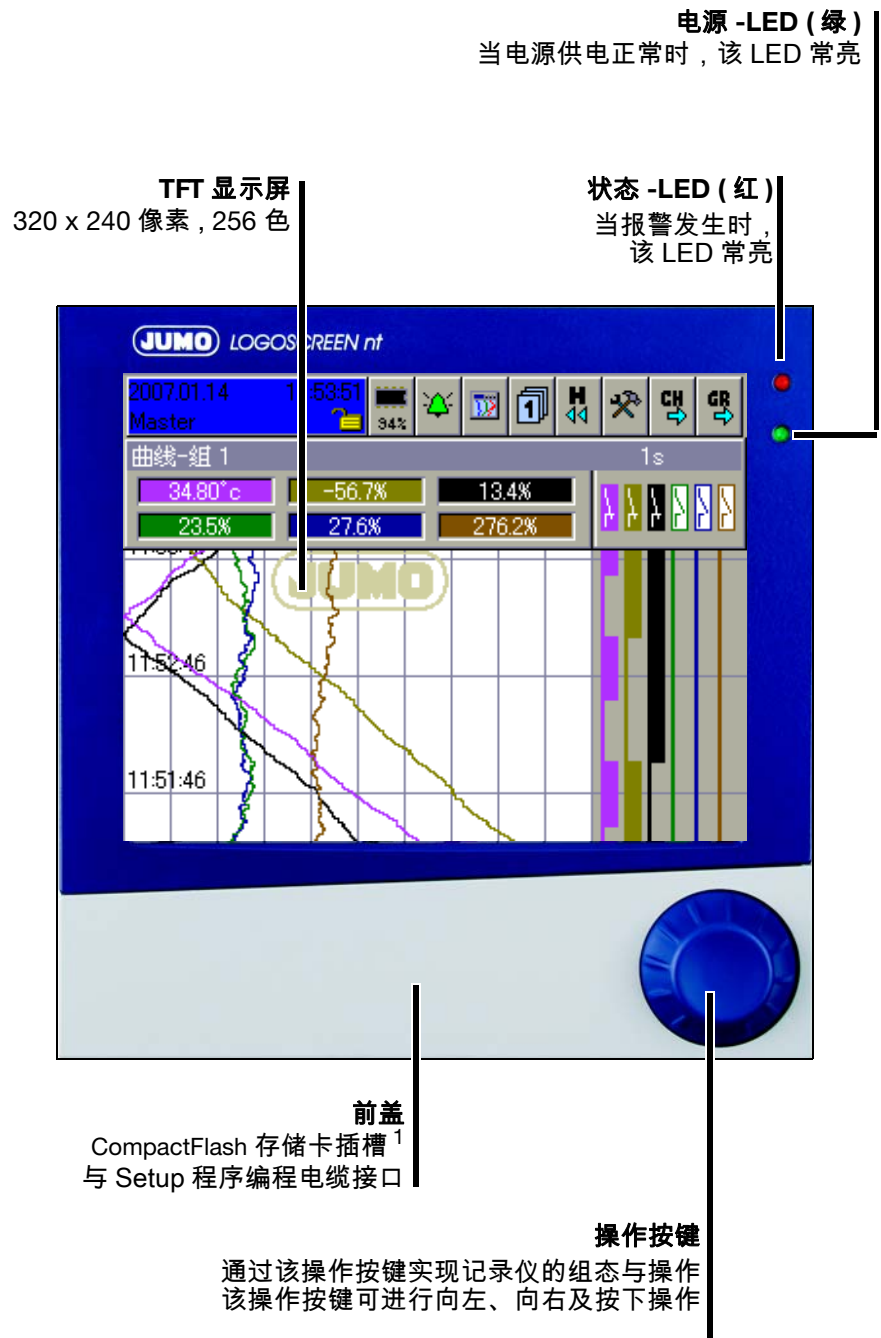 电源 -LED ( 绿 )
当电源供电正常时 , 该 LED 常亮
TFT 显示屏
320 x 240 像素 , 256 色
状态 -LED ( 红 )
当报警发生时 ,
该 LED 常亮
JUMO LOGOSCREEN nt
2007.01.14
Master
94%
1
H
CH
GR
曲线-组 1
1s
34.80°c
-56.7%
13.4%
23.5%
27.6%
276.2%
JUMO
11:52:46
11:51:46
前盖
CompactFlash 存储卡插槽 1
与 Setup 程序编程电缆接口
操作按键
通过该操作按键实现记录仪的组态与操作
该操作按键可进行向左、向右及按下操作